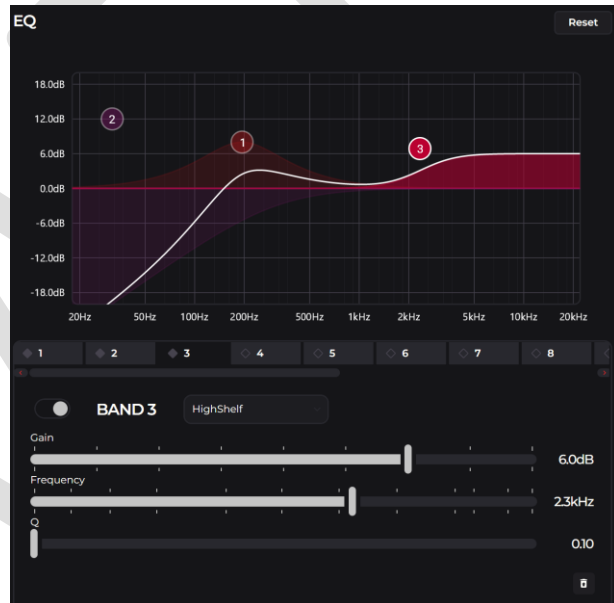 EQ
Reset
18.0dB
12.0dB
6.0dB
0.0dB
-6.0dB
-12.0dB
-18.0dB
2
1
3
20Hz 50Hz 100Hz 200Hz 500Hz 1kHz 2kHz 5kHz 10kHz 20kHz
1 2 3 4 5 6 7 8
BAND 3 HighShelf
Gain
6.0dB
Frequency
2.3kHz
Q
0.10